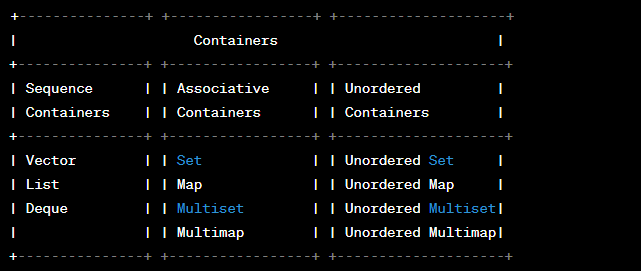 +---------------+ +----------------+ +-------------------+
|                     Containers                         |
+---------------+ +----------------+ +-------------------+
| Sequence      | | Associative    | | Unordered         |
| Containers    | | Containers     | | Containers        |
+---------------+ +----------------+ +-------------------+
| Vector        | | Set            | | Unordered Set     |
| List          | | Map            | | Unordered Map     |
| Deque         | | Multiset       | | Unordered Multiset|
|               | | Multimap       | | Unordered Multimap|
+---------------+ +----------------+ +-------------------+